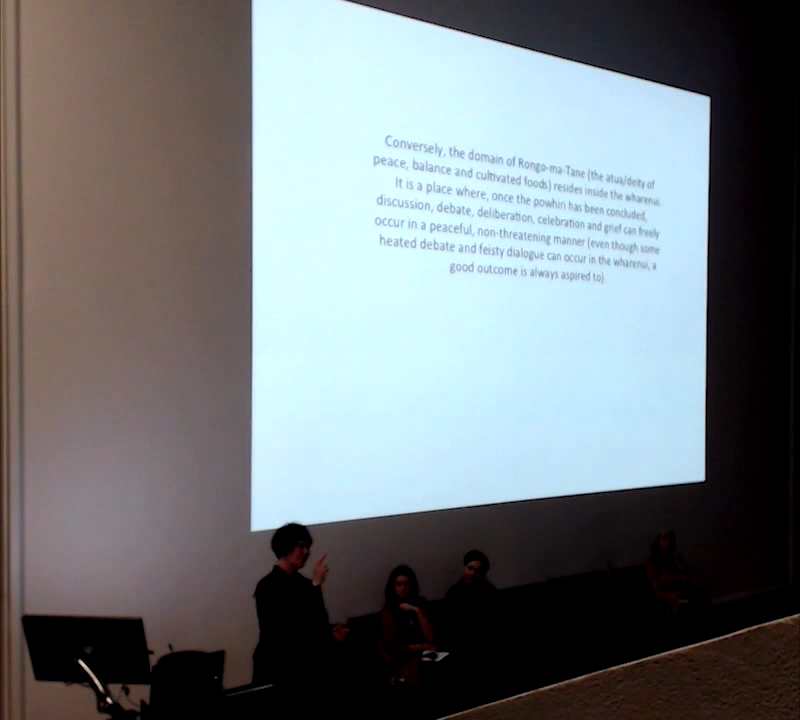 Conversely, the domain of Rongo-ma-Tane (the atua/deity of
peace, balance and cultivated foods) resides inside the wharenui.
It is a place where, once the powhiri has been concluded,
discussion, debate, deliberation, celebration and grief can freely
occur in a peaceful, non-threatening manner (even though some
heated debate and feisty dialogue can occur in the wharenui, a
good outcome is always aspired to).